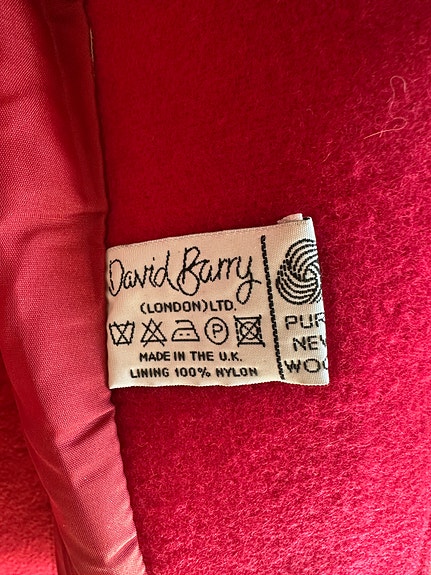 David Barry
(LONDON) LTD.
P
MADE IN THE U.K.
LINING 100% NYLON
PUR
NEW
WOO